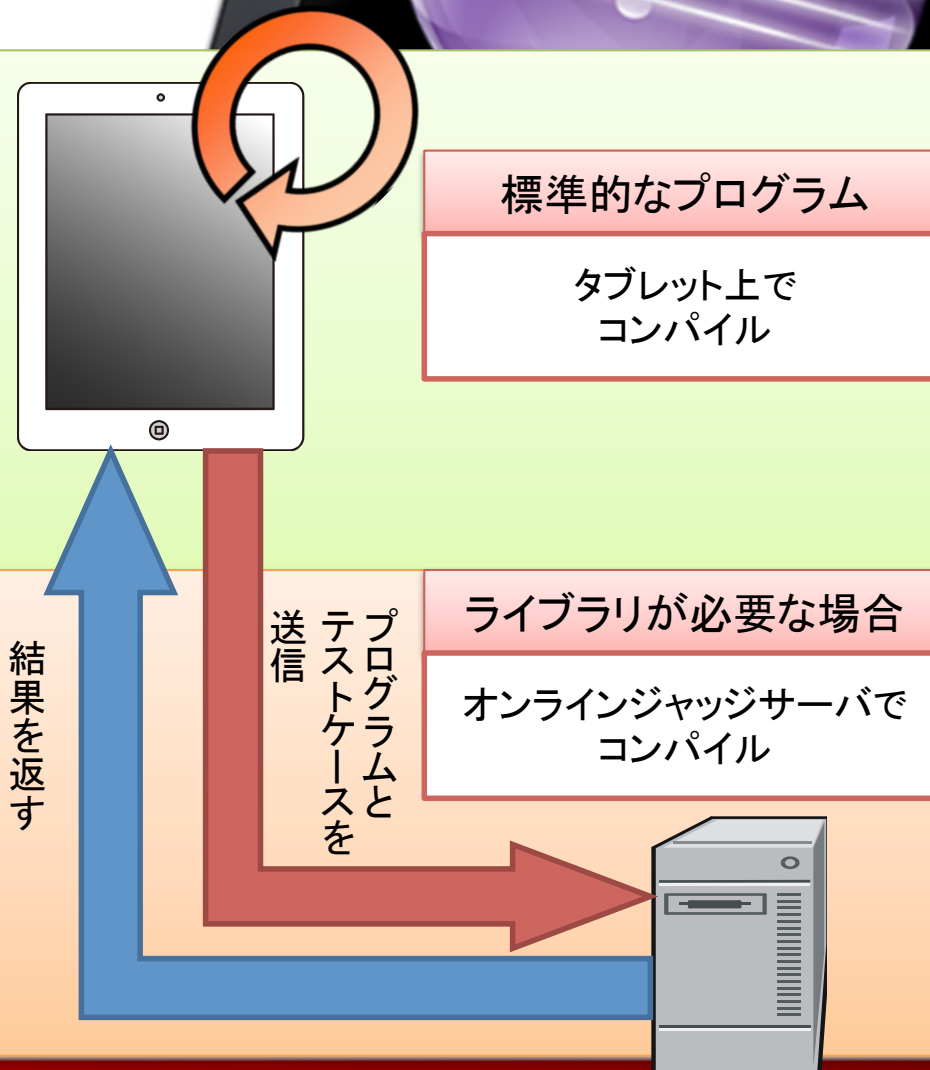 標準的なプログラム
タブレット上で
コンパイル
ライブラリが必要な場合
オンラインジャッジサーバで
コンパイル
プログラムと
テストケースを
送信
結果を返す